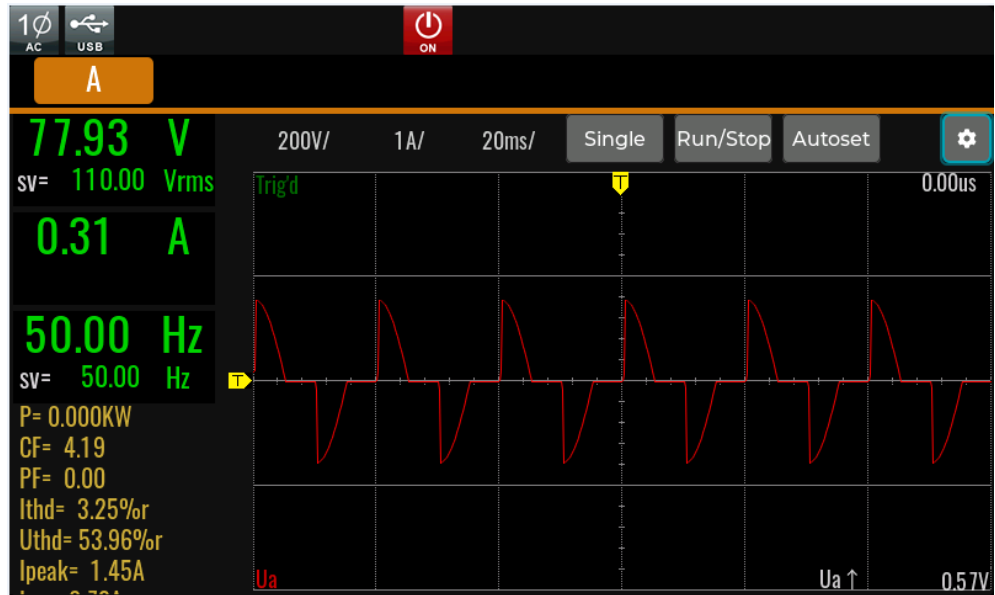 1Ø
AC
USB
ON
A
77.93 V
sv= 110.00 Vrms
0.31 A
50.00 Hz
sv= 50.00 Hz
P= 0.000KW
CF= 4.19
PF= 0.00
Ithd= 3.25%r
Uthd= 53.96%r
Ipeak= 1.45A
200V/ 1A/ 20ms/ Single Run/Stop Autoset
Trig'd T 0.00us
T
Ua Ua↑ 0.57V